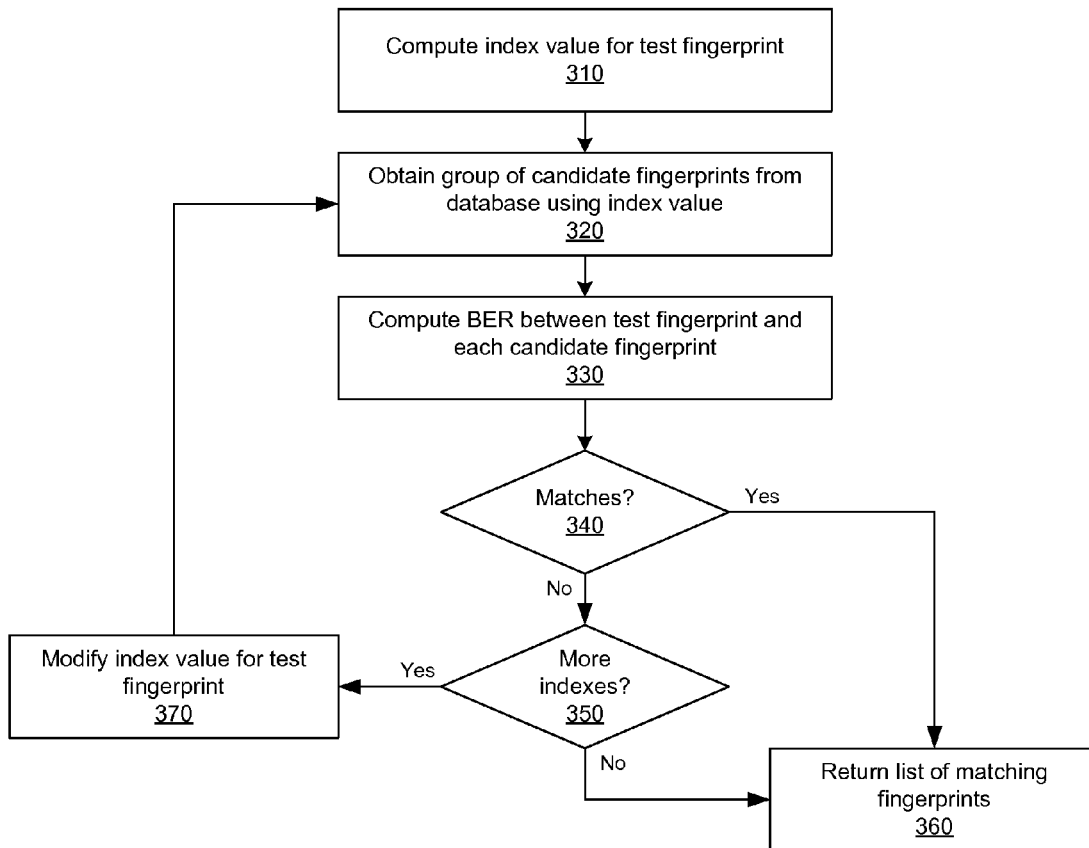 Compute index value for test fingerprint
310
Obtain group of candidate fingerprints from
database using index value
320
Compute BER between test fingerprint and
each candidate fingerprint
330
Matches?
340
Yes
No
More
indexes?
350
Yes
Modify index value for test
fingerprint
370
No
Return list of matching
fingerprints
360